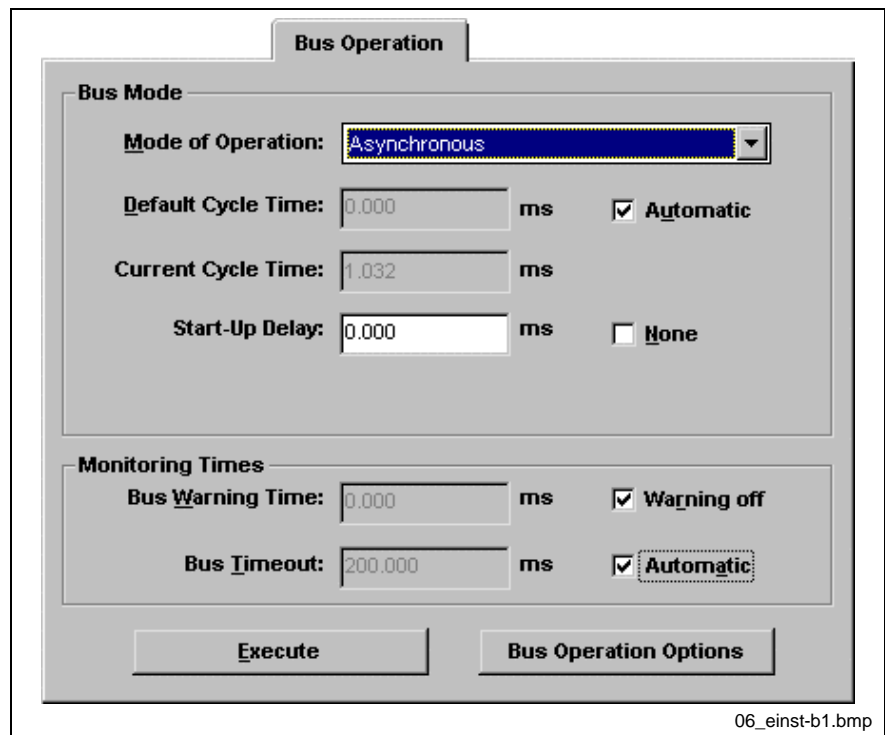 Bus Operation
Bus Mode
Mode of Operation: Asynchronous
Default Cycle Time: 0.000 ms Automatic
Current Cycle Time: 1.032 ms
Start-Up Delay: 0.000 ms None
Monitoring Times
Bus Warning Time: 0.000 ms Warning off
Bus Timeout: 200.000 ms Automatic
Execute Bus Operation Options
06_einst-b1.bmp